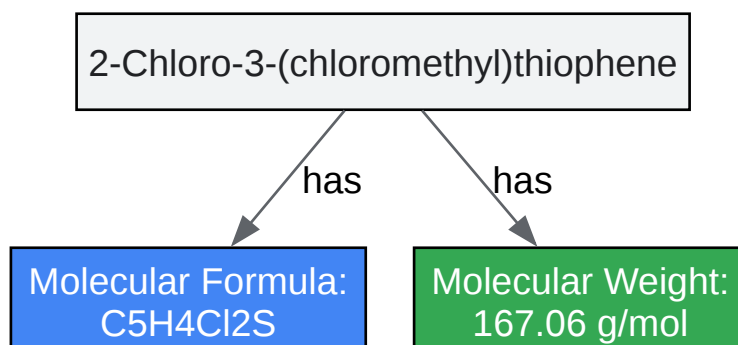 2-Chloro-3-(chloromethyl)thiophene
has has
Molecular Formula:
C5H4Cl2S
Molecular Weight:
167.06 g/mol